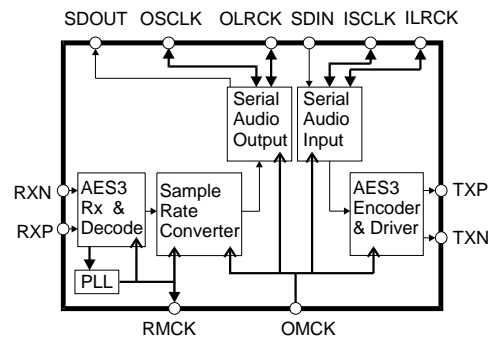 SDOUT OSCLK OLRCK SDIN ISCLK ILRCK
Serial
Audio
Output
Serial
Audio
Input
RXN
RXP
AES3
Rx &
Decode
Sample
Rate
Converter
AES3
Encoder
& Driver
TXP
TXN
PLL
RMCK OMCK